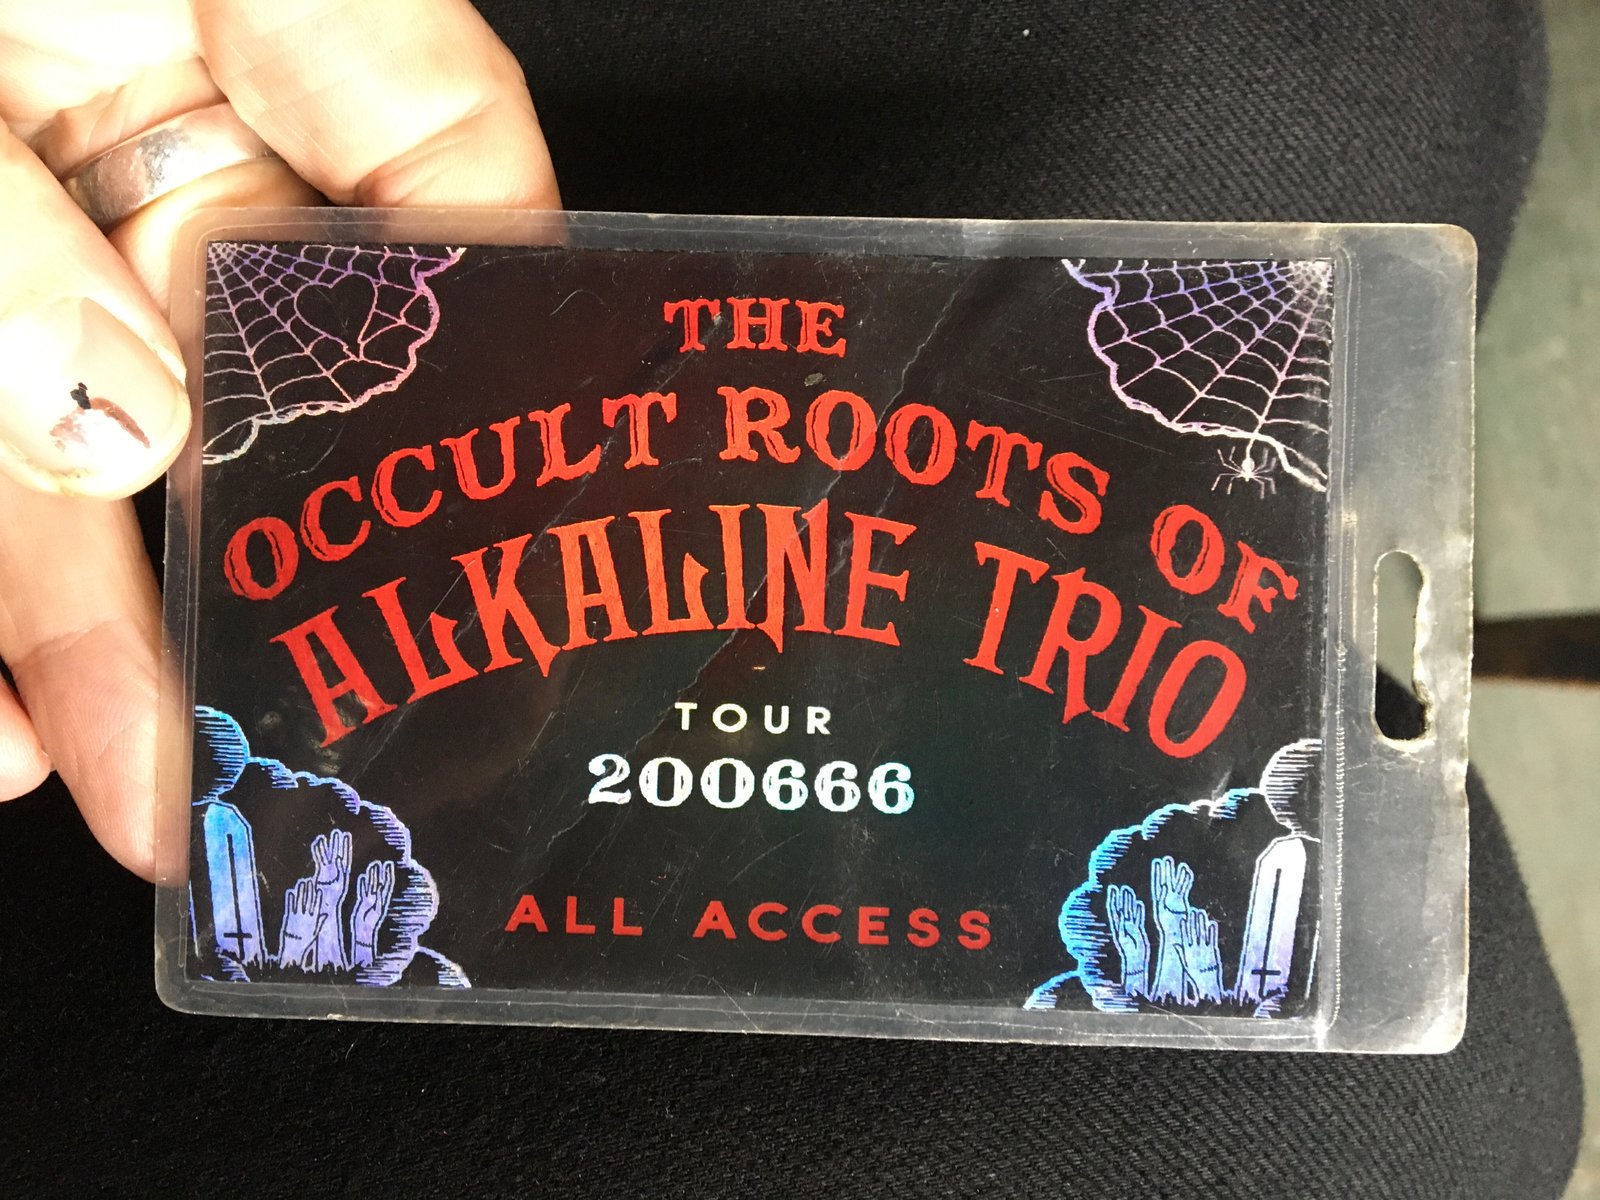 THE
OCCULT ROOTS OF
ALKALINE TRIO
TOUR
200666
ALL ACCESS